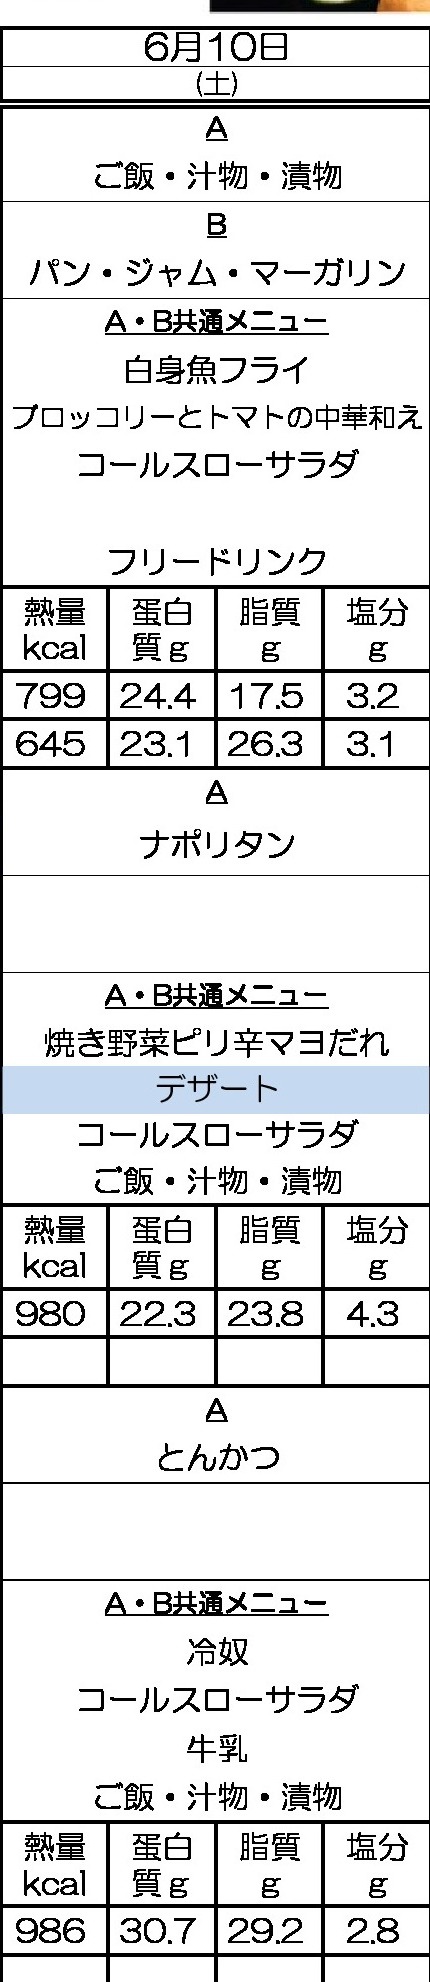 6月10日
(土)
A
ご飯・汁物・漬物
B
パン・ジャム・マーガリン
A・B共通メニュー
白身魚フライ
ブロッコリーとトマトの中華和え
コールスローサラダ
フリードリンク
熱量 蛋白 脂質 塩分
kcal 質g g g
799 24.4 17.5 3.2
645 23.1 26.3 3.1
A
ナポリタン
A・B共通メニュー
焼き野菜ピリ辛マヨだれ
デザート
コールスローサラダ
ご飯・汁物・漬物
熱量 蛋白 脂質 塩分
kcal 質g g g
980 22.3 23.8 4.3
A
とんかつ
A・B共通メニュー
冷奴
コールスローサラダ
牛乳
ご飯・汁物・漬物
熱量 蛋白 脂質 塩分
kcal 質g g g
986 30.7 29.2 2.8